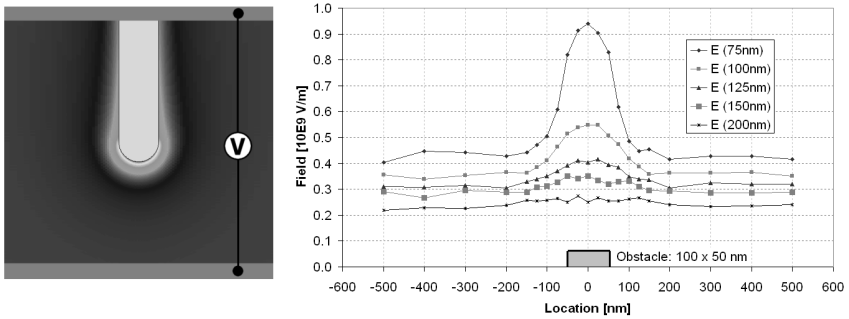 V
Field [10E9 V/m]
1.0
0.9
0.8
0.7
0.6
0.5
0.4
0.3
0.2
0.1
0.0
E (75nm)
E (100nm)
E (125nm)
E (150nm)
E (200nm)
Obstacle: 100 x 50 nm
-600 -500 -400 -300 -200 -100 0 100 200 300 400 500 600
Location [nm]